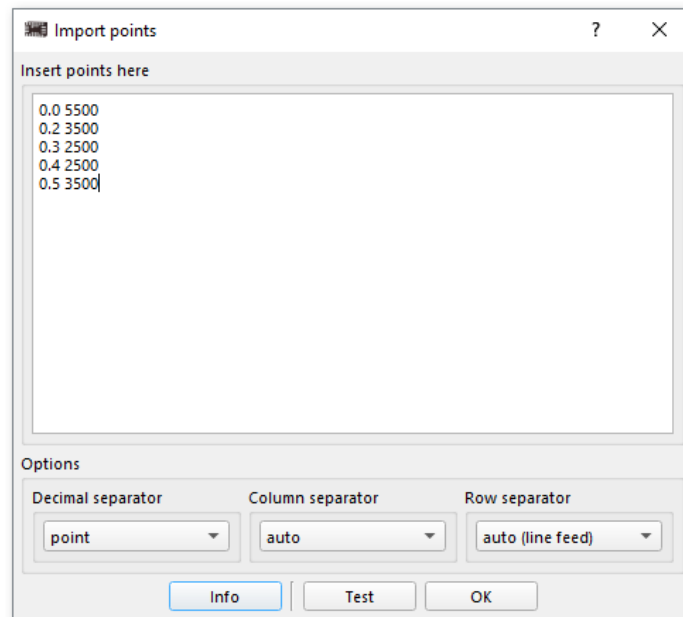 Import points
?
Insert points here
0.0 5500
0.2 3500
0.3 2500
0.4 2500
0.5 3500
Options
Decimal separator Column separator Row separator
point auto auto (line feed)
Info Test OK